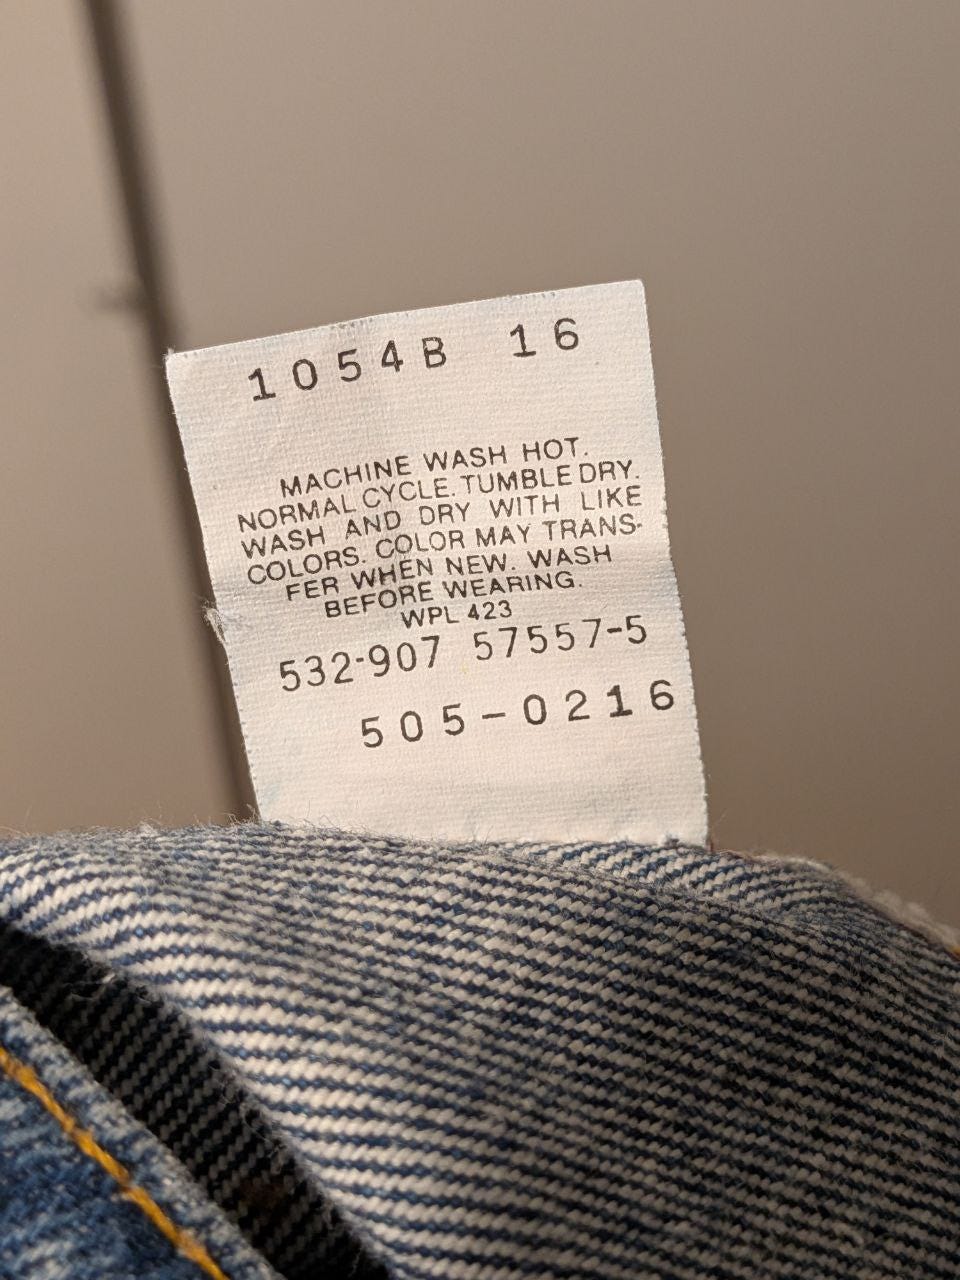 1054B 16
MACHINE WASH HOT.
NORMAL CYCLE. TUMBLE DRY.
WASH AND DRY WITH LIKE
COLORS. COLOR MAY TRANS-
FER WHEN NEW. WASH
BEFORE WEARING.
WPL 423
532-907 57557-5
505-0216